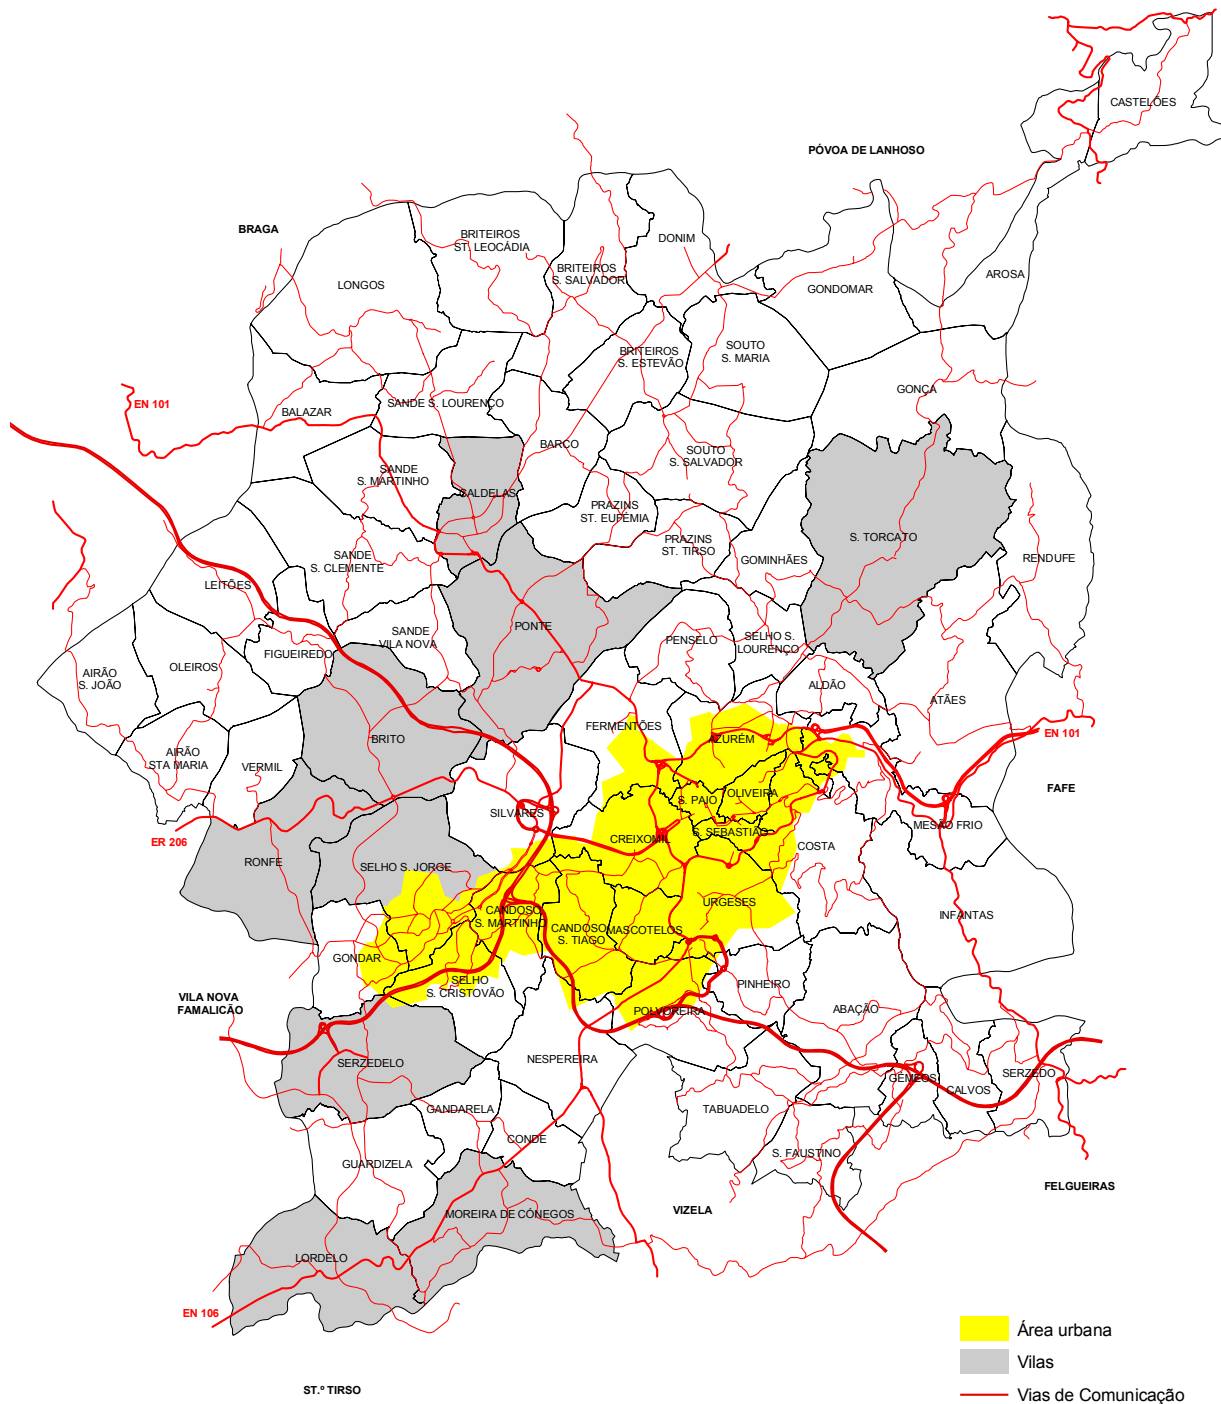 CASTELÕES
PÓVOA DE LANHOSO
BRAGA
BRITEIROS
ST. LEOCÁDIA
DONIM
BRITEIROS
S. SALVADOR
AROSA
LONGOS
GONDOMAR
SOUTO
S. MARIA
BRITEIROS
S. ESTEVÃO
GONÇA
EN 101
BALAZAR
SANDE S. LOURENÇO
BARCO
SOUTO
S. SALVADOR
SANDE
S. MARTINHO
CALDELAS
PRAZINS
ST. EUFÉMIA
PRAZINS
ST. TIRSO
S. TORCATO
GOMINHÃES
RENDUFE
SANDE
S. CLEMENTE
LEITÕES
PONTE
SANDE
VILA NOVA
PENSELO
SELHO S.
LOURENÇO
FIGUEIREDO
OLEIROS
AIRÃO
S. JOÃO
ALDÃO
ATÃES
FERMENTÕES
AZURÉM
EN 101
BRITO
AIRÃO
STA MARIA
VERMIL
FAFE
S. PAIO
OLIVEIRA
SILVARES
MESÃO FRIO
S. SEBASTIÃO
CREIXOMIL
COSTA
ER 206
RONFE
SELHO S. JORGE
URGESES
CANDOSO
S. MARTINHO
INFANTAS
CANDOSO
S. TIAGO
MASCOTELOS
GONDAR
SELHO
S. CRISTOVÃO
PINHEIRO
VILA NOVA
FAMALICÃO
POLVOREIRA
ABAÇÃO
NESPEREIRA
SERZEDELO
GÉMEOS
SERZEDO
CALVOS
GANDARELA
TABUADELO
CONDE
S. FAUSTINO
GUARDIZELA
FELGUEIRAS
MOREIRA DE CÓNEGOS
VIZELA
LORDELO
EN 106
Área urbana
Vilas
ST.º TIRSO
Vias de Comunicação